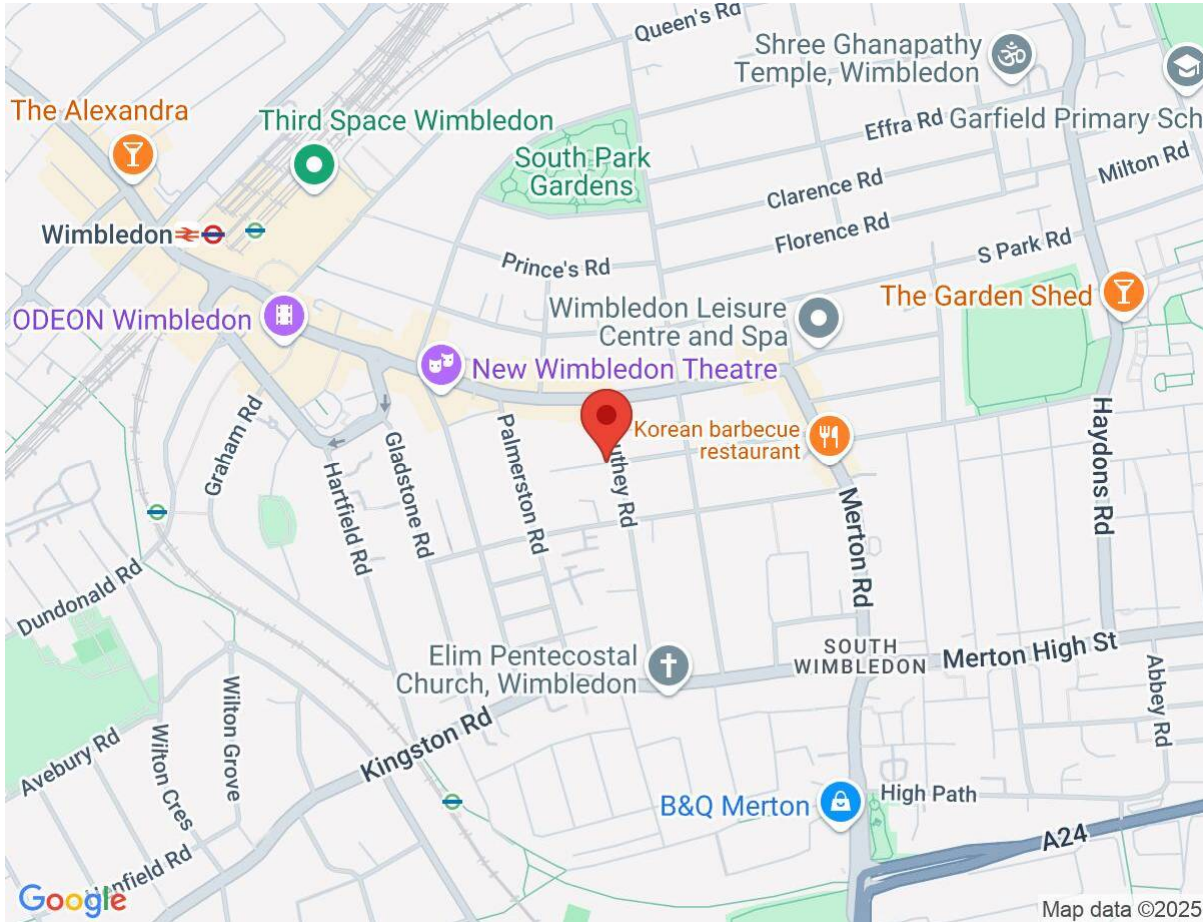 Queen's Rd
Shree Ghanapathy
Temple, Wimbledon
The Alexandra
Third Space Wimbledon
Effra Rd
Garfield Primary Sch
South Park
Gardens
Milton Rd
Clarence Rd
Wimbledon
Florence Rd
S Park Rd
Prince's Rd
The Garden Shed
ODEON Wimbledon
Wimbledon Leisure
Centre and Spa
New Wimbledon Theatre
Graham Rd
Palmerston Rd
Korean barbecue
restaurant
Haydons Rd
Gladstone Rd
uthey Rd
Hartfield Rd
Merton Rd
Dundonald Rd
SOUTH
WIMBLEDON
Merton High St
Elim Pentecostal
Church, Wimbledon
Abbey Rd
Wilton Grove
Kingston Rd
Avebury Rd
Wilton Cres
B&Q Merton
High Path
A24
Google
Map data ©2025